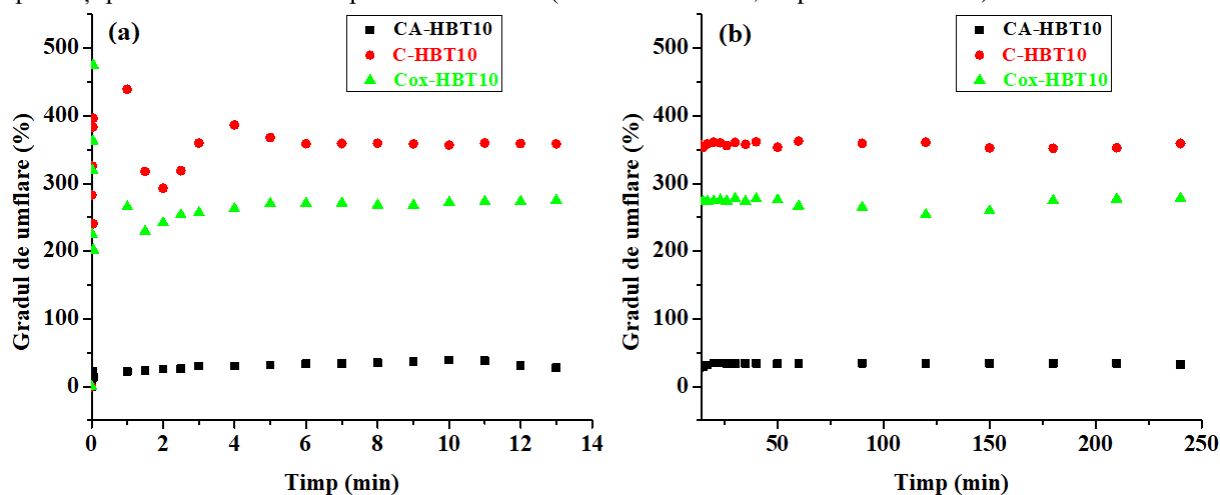 (a)
CA-HBT10
C-HBT10
Cox-HBT10
Gradul de umflare (%)
500
400
300
200
100
0
0 2 4 6 8 10 12 14
Timp (min)
(b)
CA-HBT10
C-HBT10
Cox-HBT10
Gradul de umflare (%)
500
400
300
200
100
0
50 100 150 200 250
Timp (min)